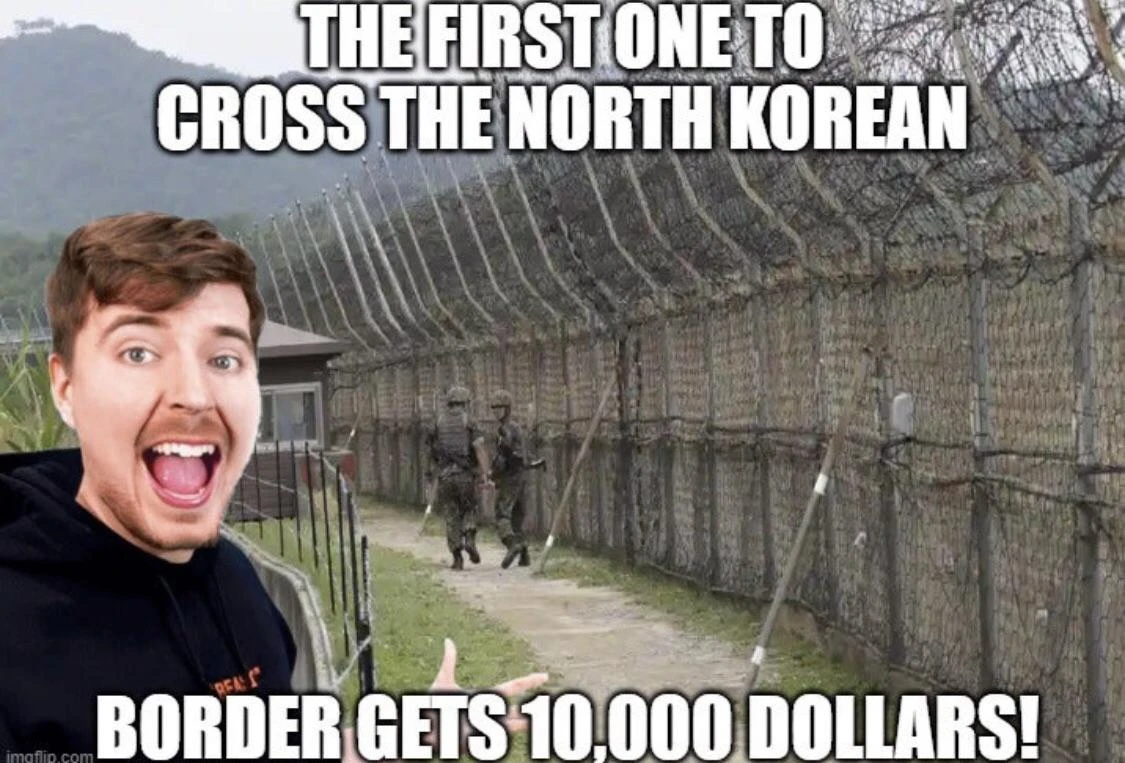 THE FIRST ONE TO
CROSS THE NORTH KOREAN
BORDER GETS 10,000 DOLLARS!
imgflip.com